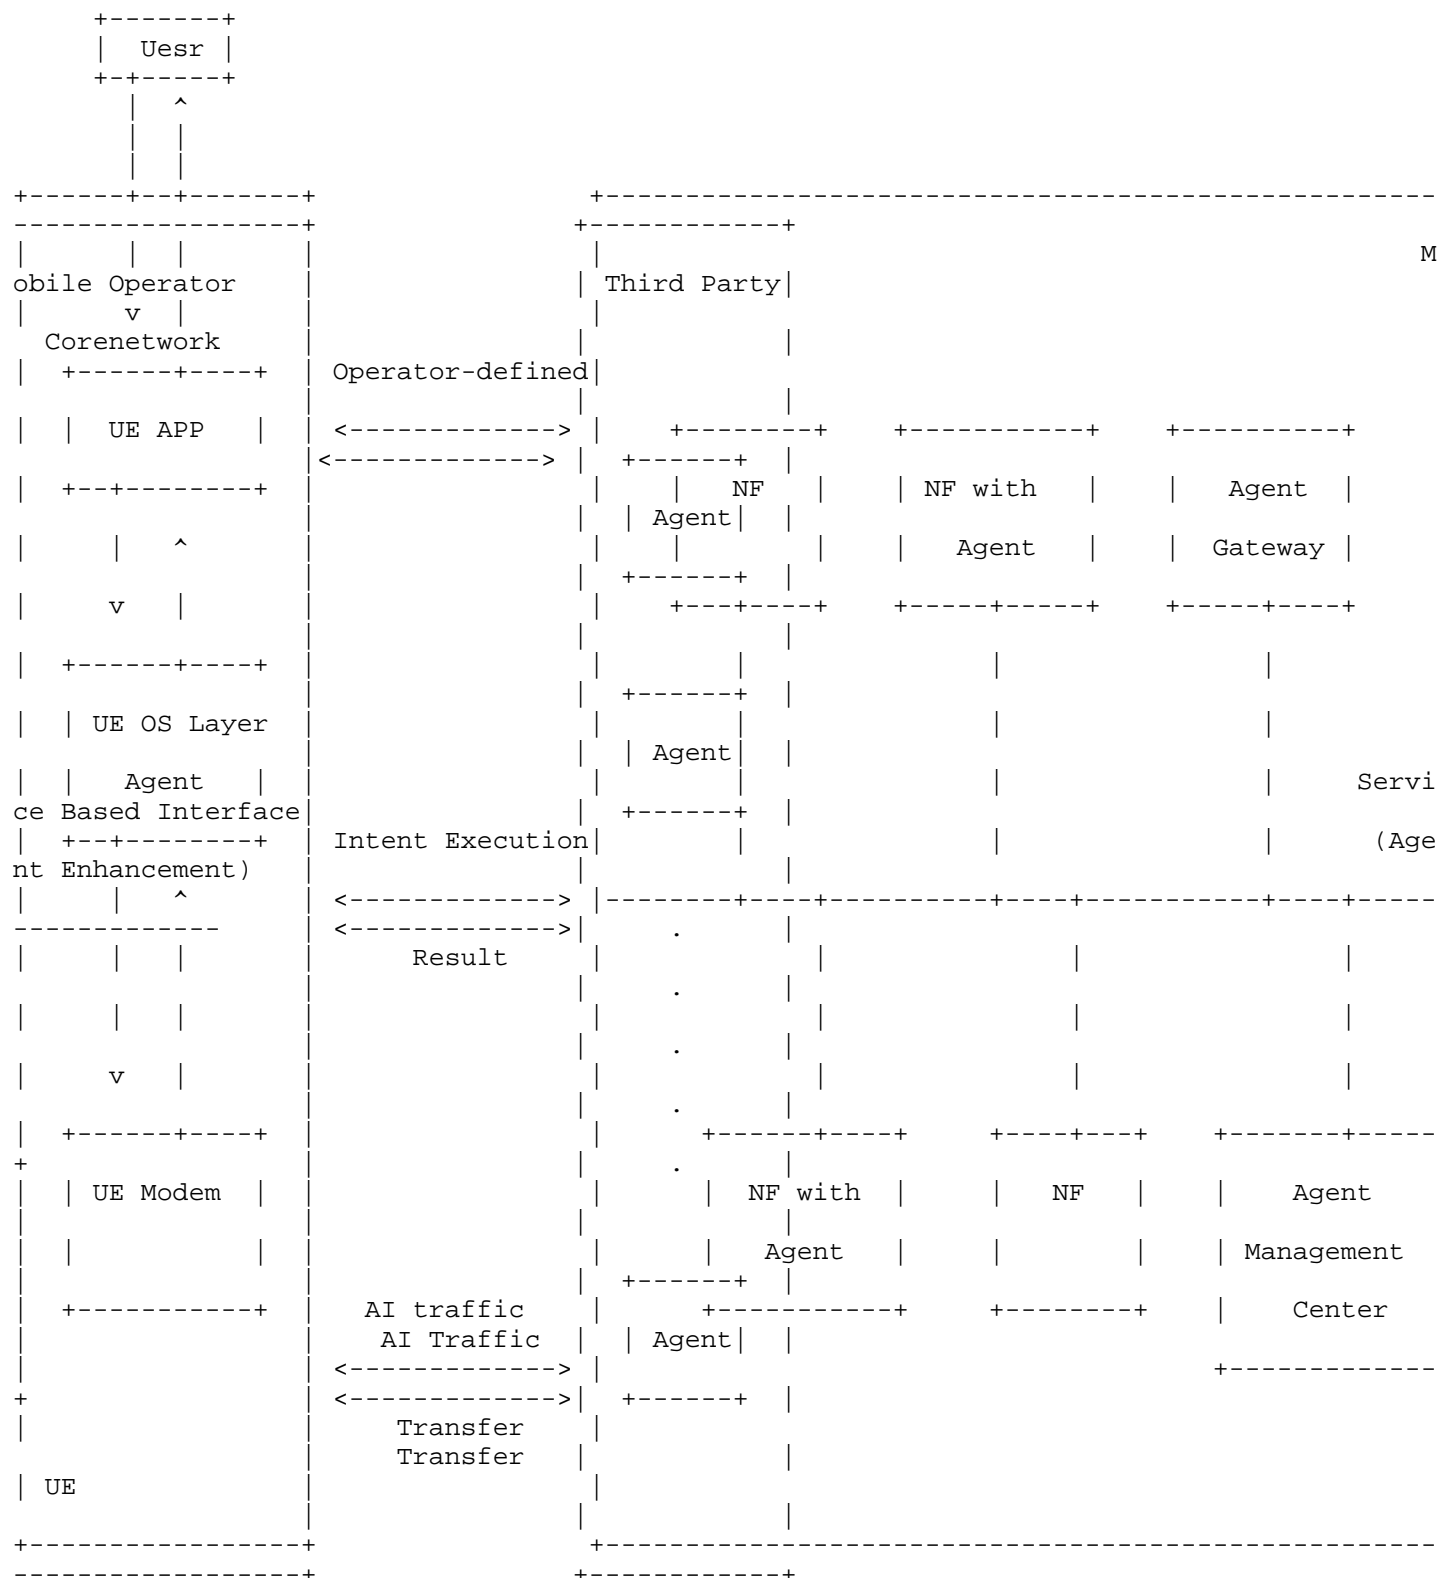 Uesr
M
obile Operator Third Party
Corenetwork
Operator-defined
UE APP
NF NF with Agent
Agent
Agent Gateway
UE OS Layer
Agent
Agent Servi
ce Based Interface
Intent Execution (Age
nt Enhancement)
Result
UE Modem NF with NF Agent
Agent Management
AI traffic Center
AI Traffic Agent
Transfer
Transfer
UE